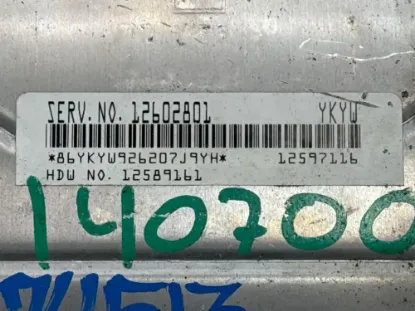 SERV. NO. 12602801 YKYW
*86YKYW926207J9YH* 12597116
HDW NO. 12589161
140700